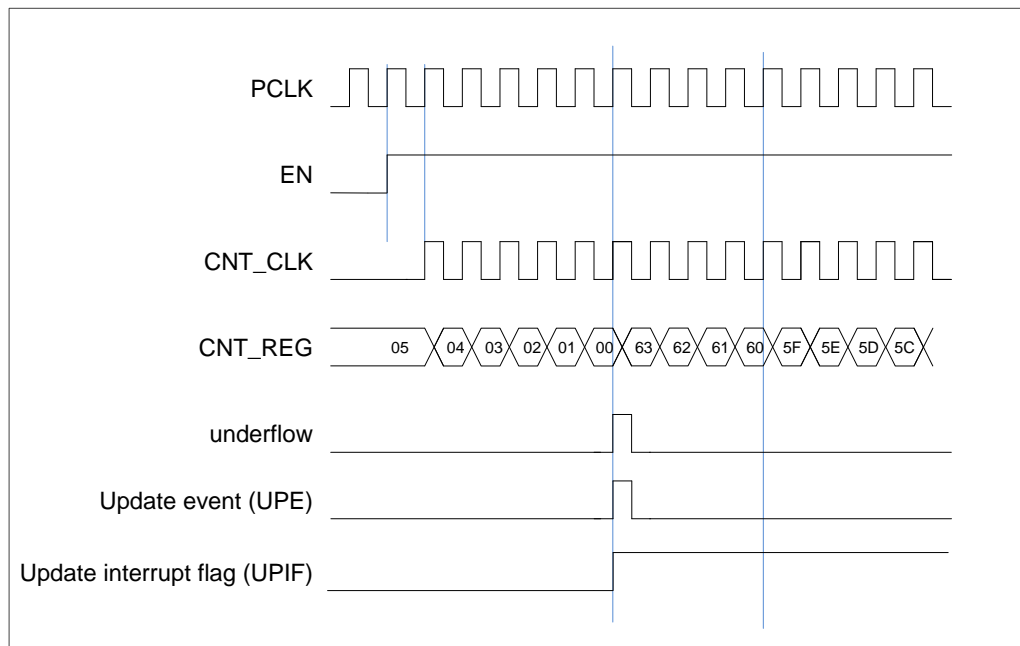 PCLK
EN
CNT_CLK
CNT_REG 05 04 03 02 01 00 63 62 61 60 5F 5E 5D 5C
underflow
Update event (UPE)
Update interrupt flag (UPIF)